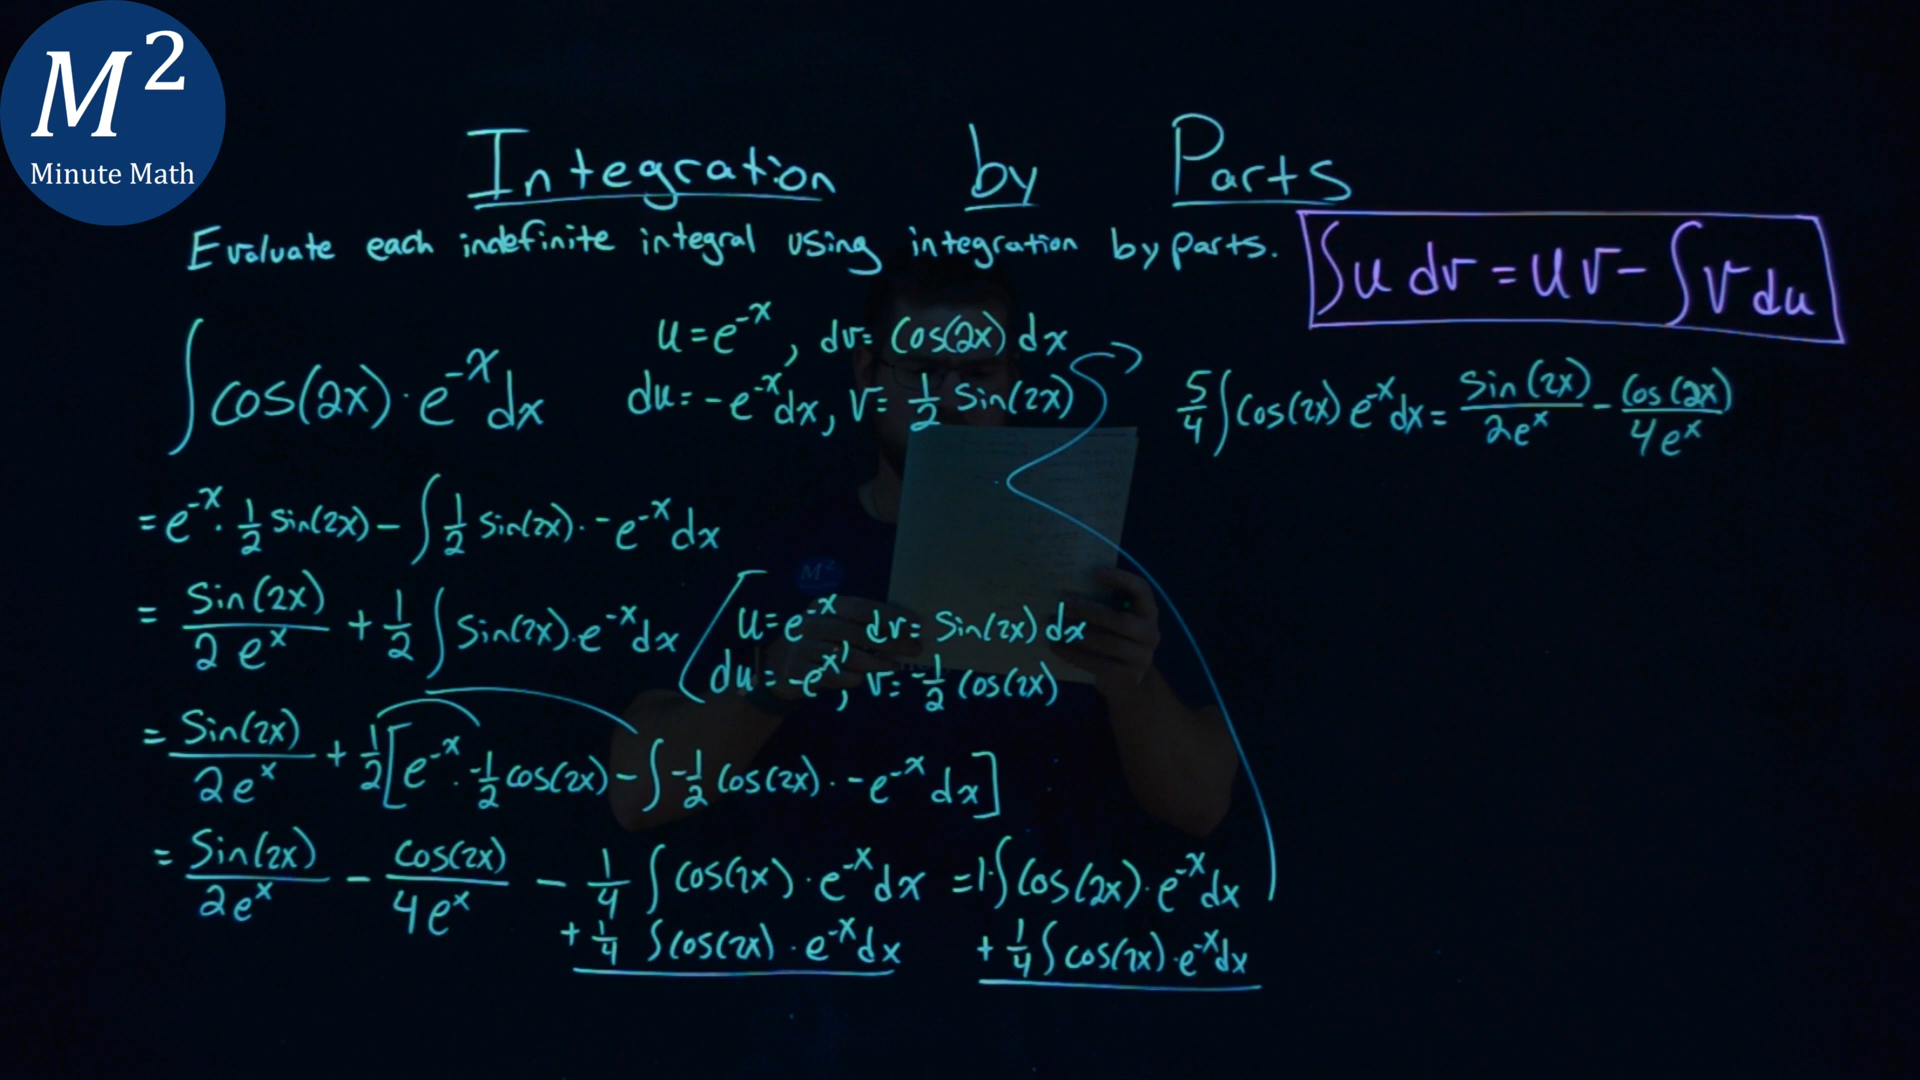 M²
Minute Math
Integration by Parts
Evaluate each indefinite integral using integration by parts.
∫u dv = uv - ∫v du
∫cos(2x)·e^-x dx
u = e^-x, dv = cos(2x) dx
du = -e^-x dx, v = 1/2 sin(2x)
= e^-x · 1/2 sin(2x) - ∫ 1/2 sin(2x) · -e^-x dx
= sin(2x)/2e^x + 1/2 ∫ sin(2x)·e^-x dx
u = e^-x, dv = sin(2x) dx
du = -e^x, v = -1/2 cos(2x)
= sin(2x)/2e^x + 1/2 [e^-x · -1/2 cos(2x) - ∫ -1/2 cos(2x) · -e^-x dx]
= sin(2x)/2e^x - cos(2x)/4e^x - 1/4 ∫ cos(2x) · e^-x dx = 1·∫ cos(2x) · e^-x dx
+ 1/4 ∫ cos(2x) · e^-x dx + 1/4 ∫ cos(2x) · e^-x dx
5/4 ∫ cos(2x) e^-x dx = sin(2x)/2e^x - cos(2x)/4e^x
M²